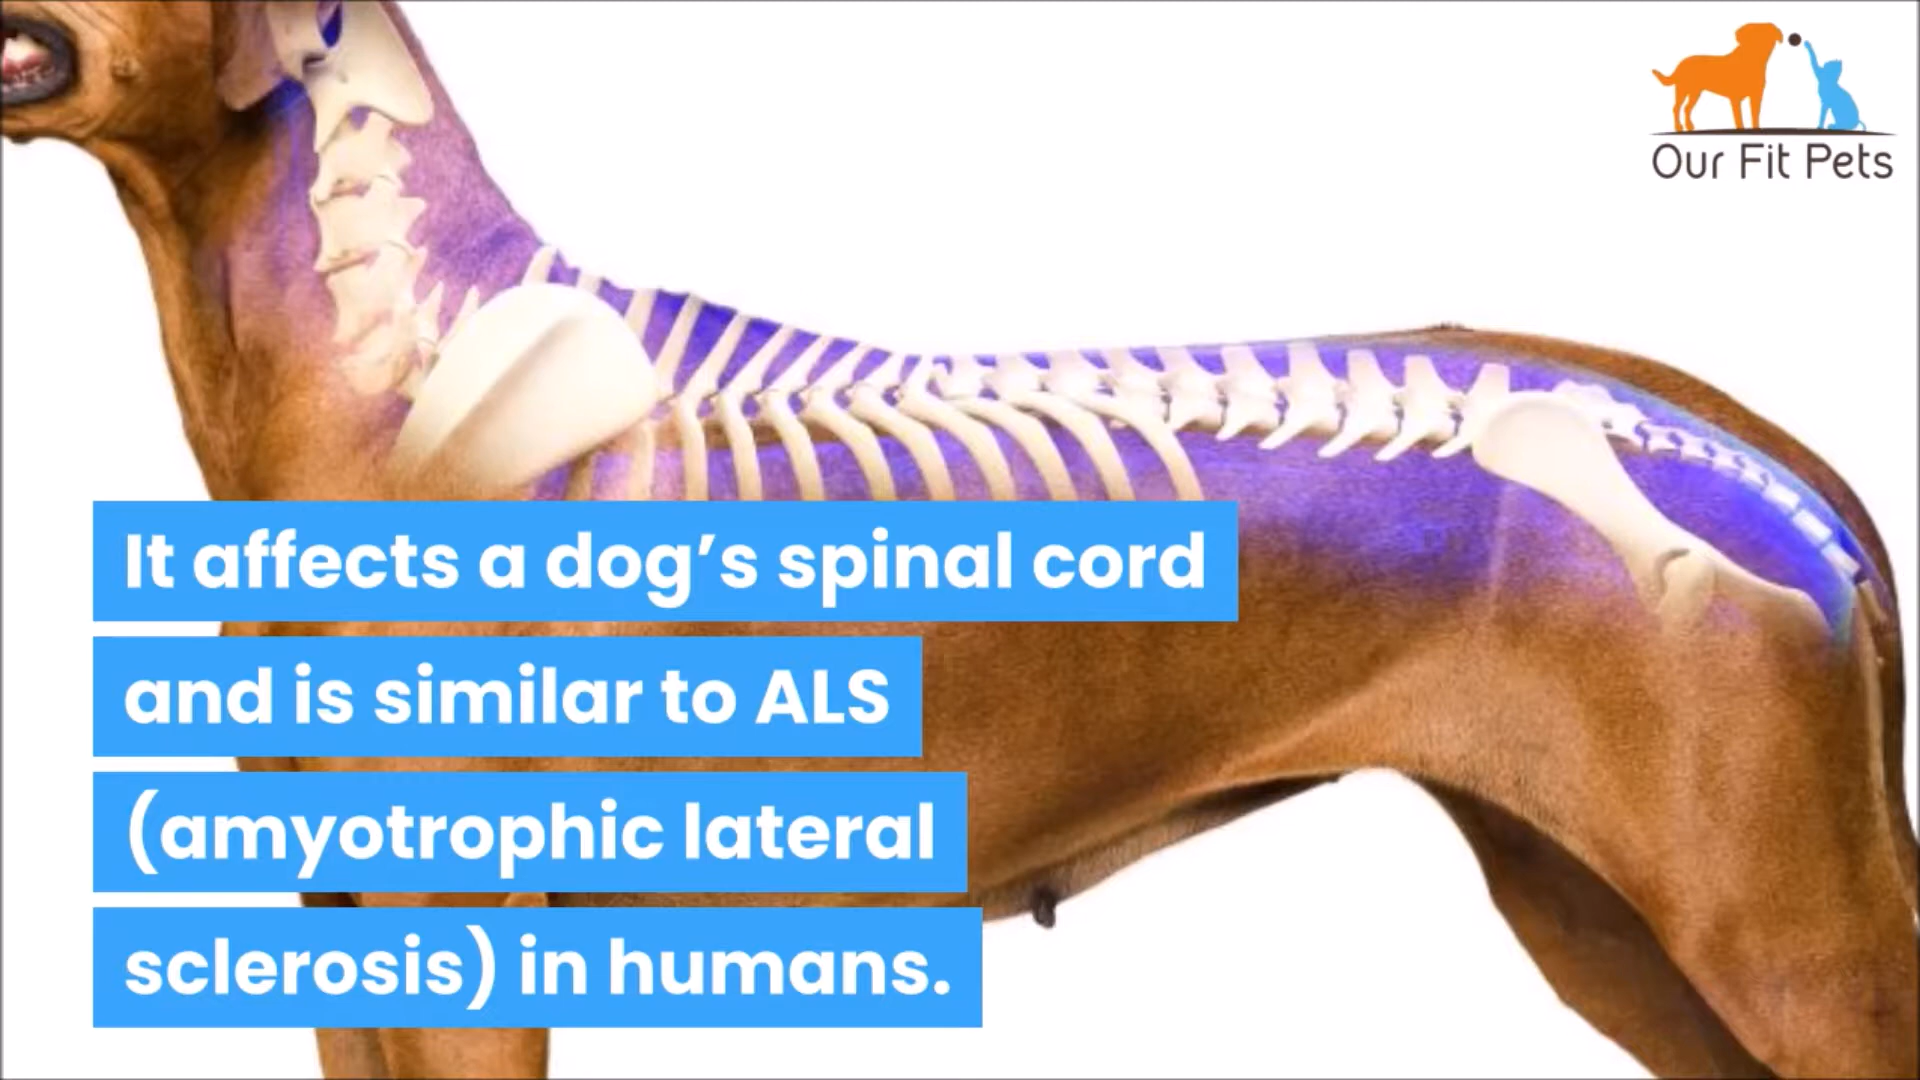 Our Fit Pets
It affects a dog’s spinal cord
and is similar to ALS
(amyotrophic lateral
sclerosis) in humans.